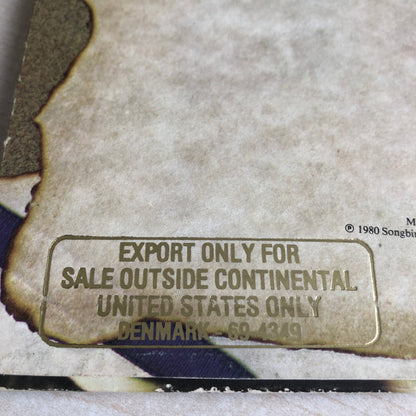 M
℗ 1980 Songbir
EXPORT ONLY FOR
SALE OUTSIDE CONTINENTAL
UNITED STATES ONLY
DENMARK - 69-4349